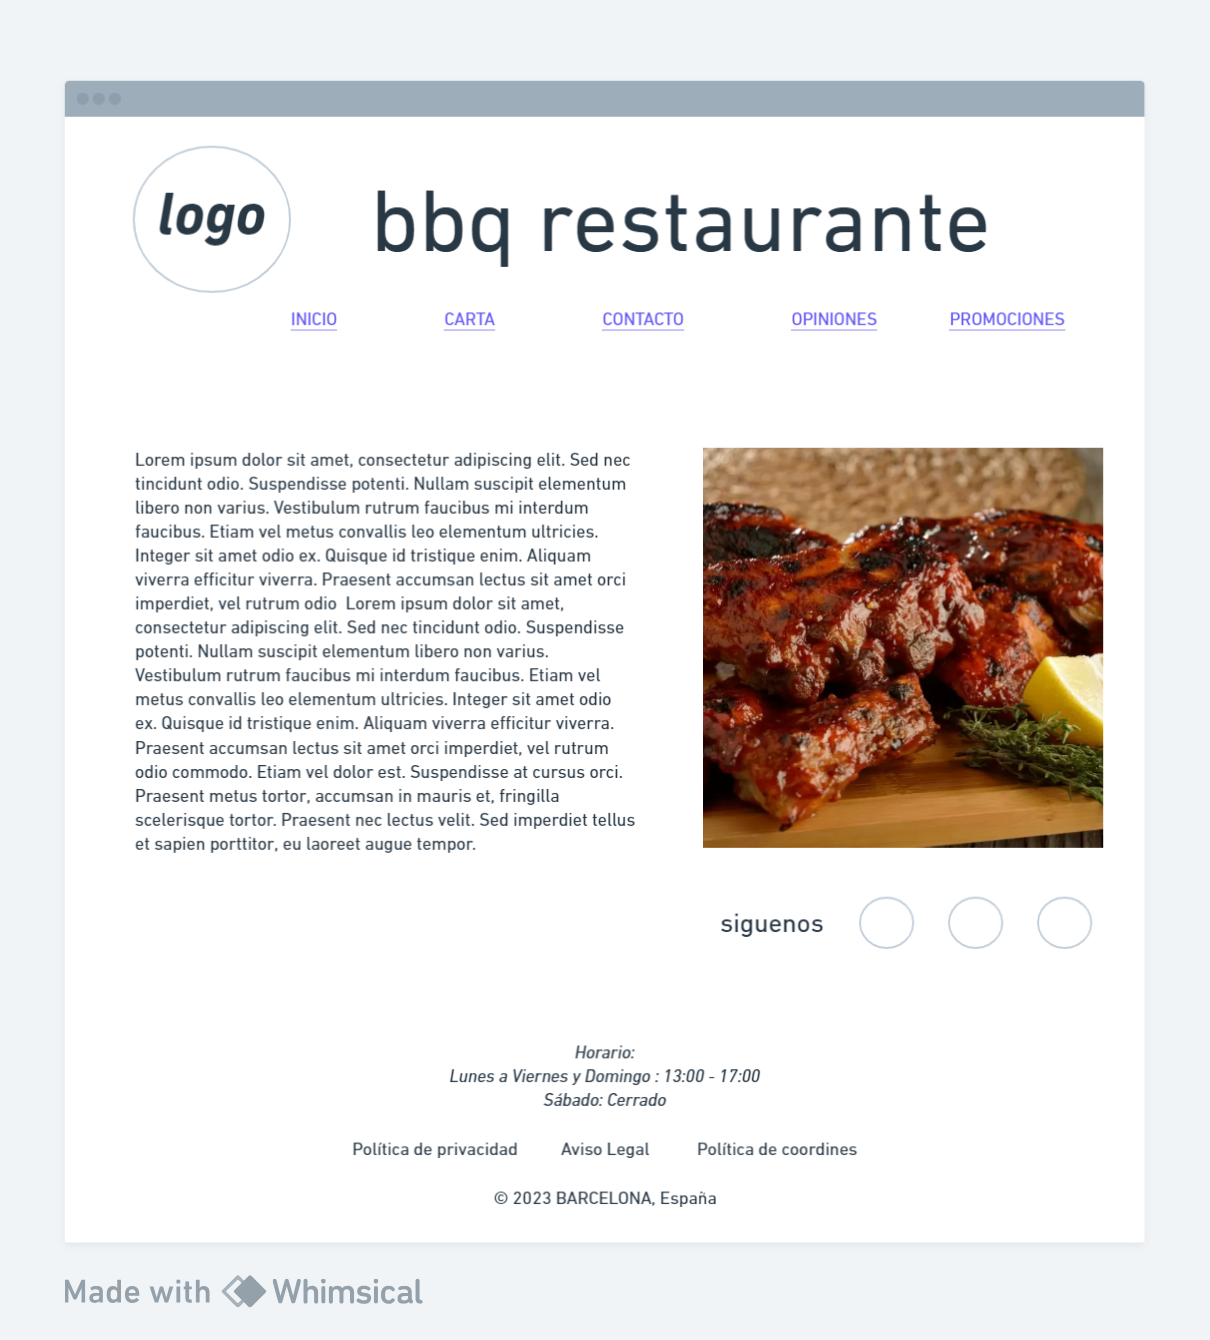 logo
bbq restaurante
INICIO CARTA CONTACTO OPINIONES PROMOCIONES
Lorem ipsum dolor sit amet, consectetur adipiscing elit. Sed nec
tincidunt odio. Suspendisse potenti. Nullam suscipit elementum
libero non varius. Vestibulum rutrum faucibus mi interdum
faucibus. Etiam vel metus convallis leo elementum ultricies.
Integer sit amet odio ex. Quisque id tristique enim. Aliquam
viverra efficitur viverra. Praesent accumsan lectus sit amet orci
imperdiet, vel rutrum odio  Lorem ipsum dolor sit amet,
consectetur adipiscing elit. Sed nec tincidunt odio. Suspendisse
potenti. Nullam suscipit elementum libero non varius.
Vestibulum rutrum faucibus mi interdum faucibus. Etiam vel
metus convallis leo elementum ultricies. Integer sit amet odio
ex. Quisque id tristique enim. Aliquam viverra efficitur viverra.
Praesent accumsan lectus sit amet orci imperdiet, vel rutrum
odio commodo. Etiam vel dolor est. Suspendisse at cursus orci.
Praesent metus tortor, accumsan in mauris et, fringilla
scelerisque tortor. Praesent nec lectus velit. Sed imperdiet tellus
et sapien porttitor, eu laoreet augue tempor.
siguenos
Horario:
Lunes a Viernes y Domingo : 13:00 - 17:00
Sábado: Cerrado
Política de privacidad Aviso Legal Política de coordines
© 2023 BARCELONA, España
Made with Whimsical